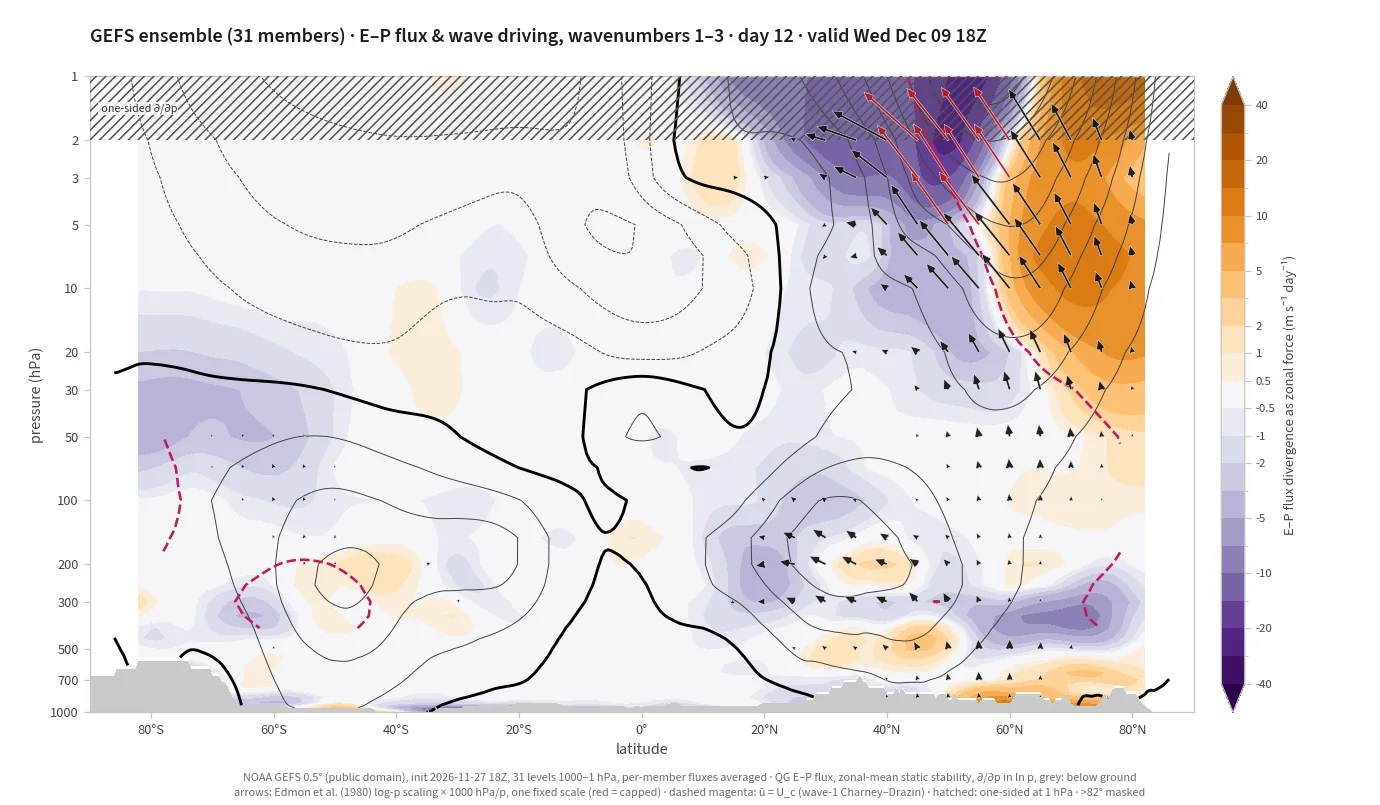 GEFS ensemble (31 members) · E–P flux & wave driving, wavenumbers 1–3 · day 12 · valid Wed Dec 09 18Z
one-sided ∂/∂p
pressure (hPa)
1
2
3
5
10
20
30
50
100
200
300
500
700
1000
80°S
60°S
40°S
20°S
0°
20°N
40°N
60°N
80°N
latitude
40
20
10
5
2
1
0.5
-0.5
-1
-2
-5
-10
-20
-40
E–P flux divergence as zonal force (m s⁻¹ day⁻¹)
NOAA GEFS 0.5° (public domain), init 2026-11-27 18Z, 31 levels 1000–1 hPa, per-member fluxes averaged · QG E–P flux, zonal-mean static stability, ∂/∂p in ln p, grey: below ground
arrows: Edmon et al. (1980) log-p scaling × 1000 hPa/p, one fixed scale (red = capped) · dashed magenta: ū = U_c (wave-1 Charney–Drazin) · hatched: one-sided at 1 hPa · >82° masked